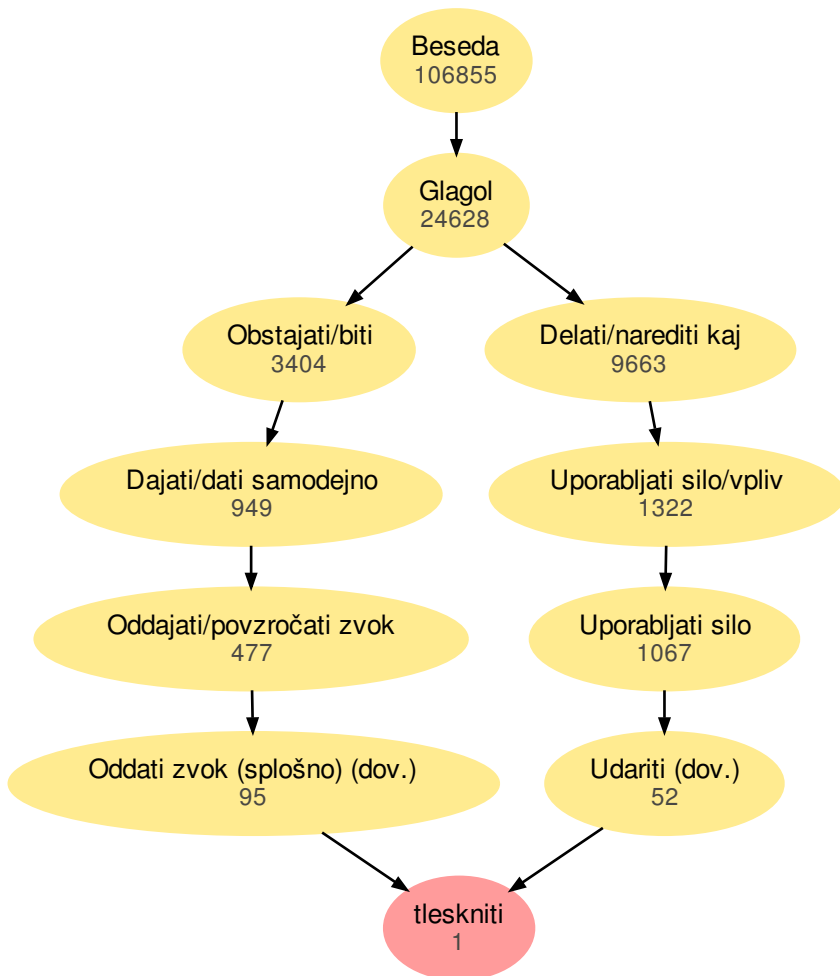 Beseda
106855
Glagol
24628
Obstajati/biti
3404
Delati/narediti kaj
9663
Dajati/dati samodejno
949
Uporabljati silo/vpliv
1322
Oddajati/povzročati zvok
477
Uporabljati silo
1067
Oddati zvok (splošno) (dov.)
95
Udariti (dov.)
52
tleskniti
1